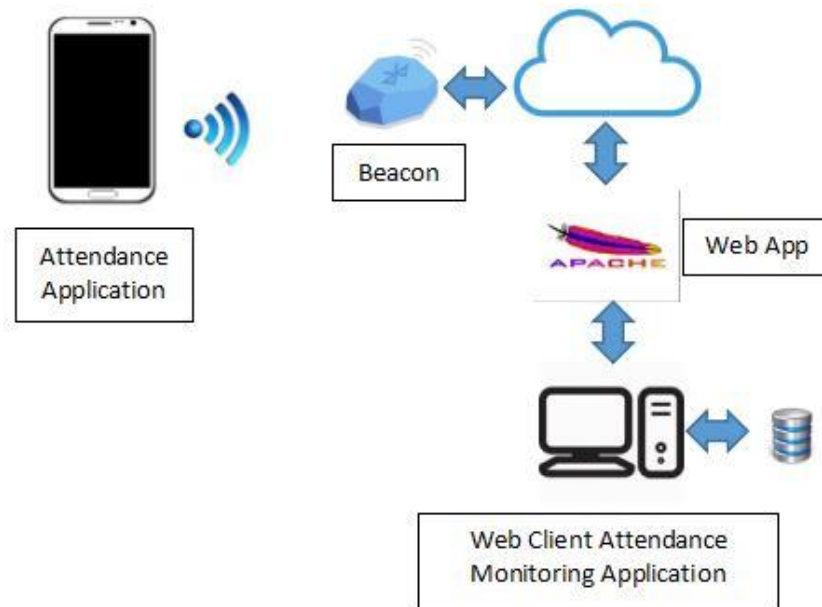 Beacon
Attendance
Application
APACHE
Web App
Web Client Attendance
Monitoring Application